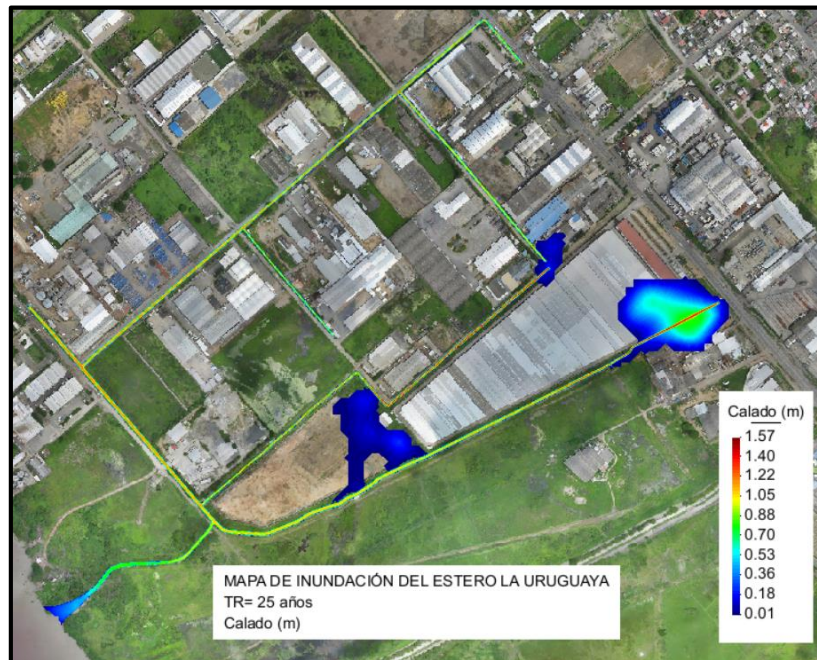 Calado (m)
1.57
1.40
1.22
1.05
0.88
0.70
0.53
0.36
0.18
0.01
MAPA DE INUNDACIÓN DEL ESTERO LA URUGUAYA
TR= 25 años
Calado (m)